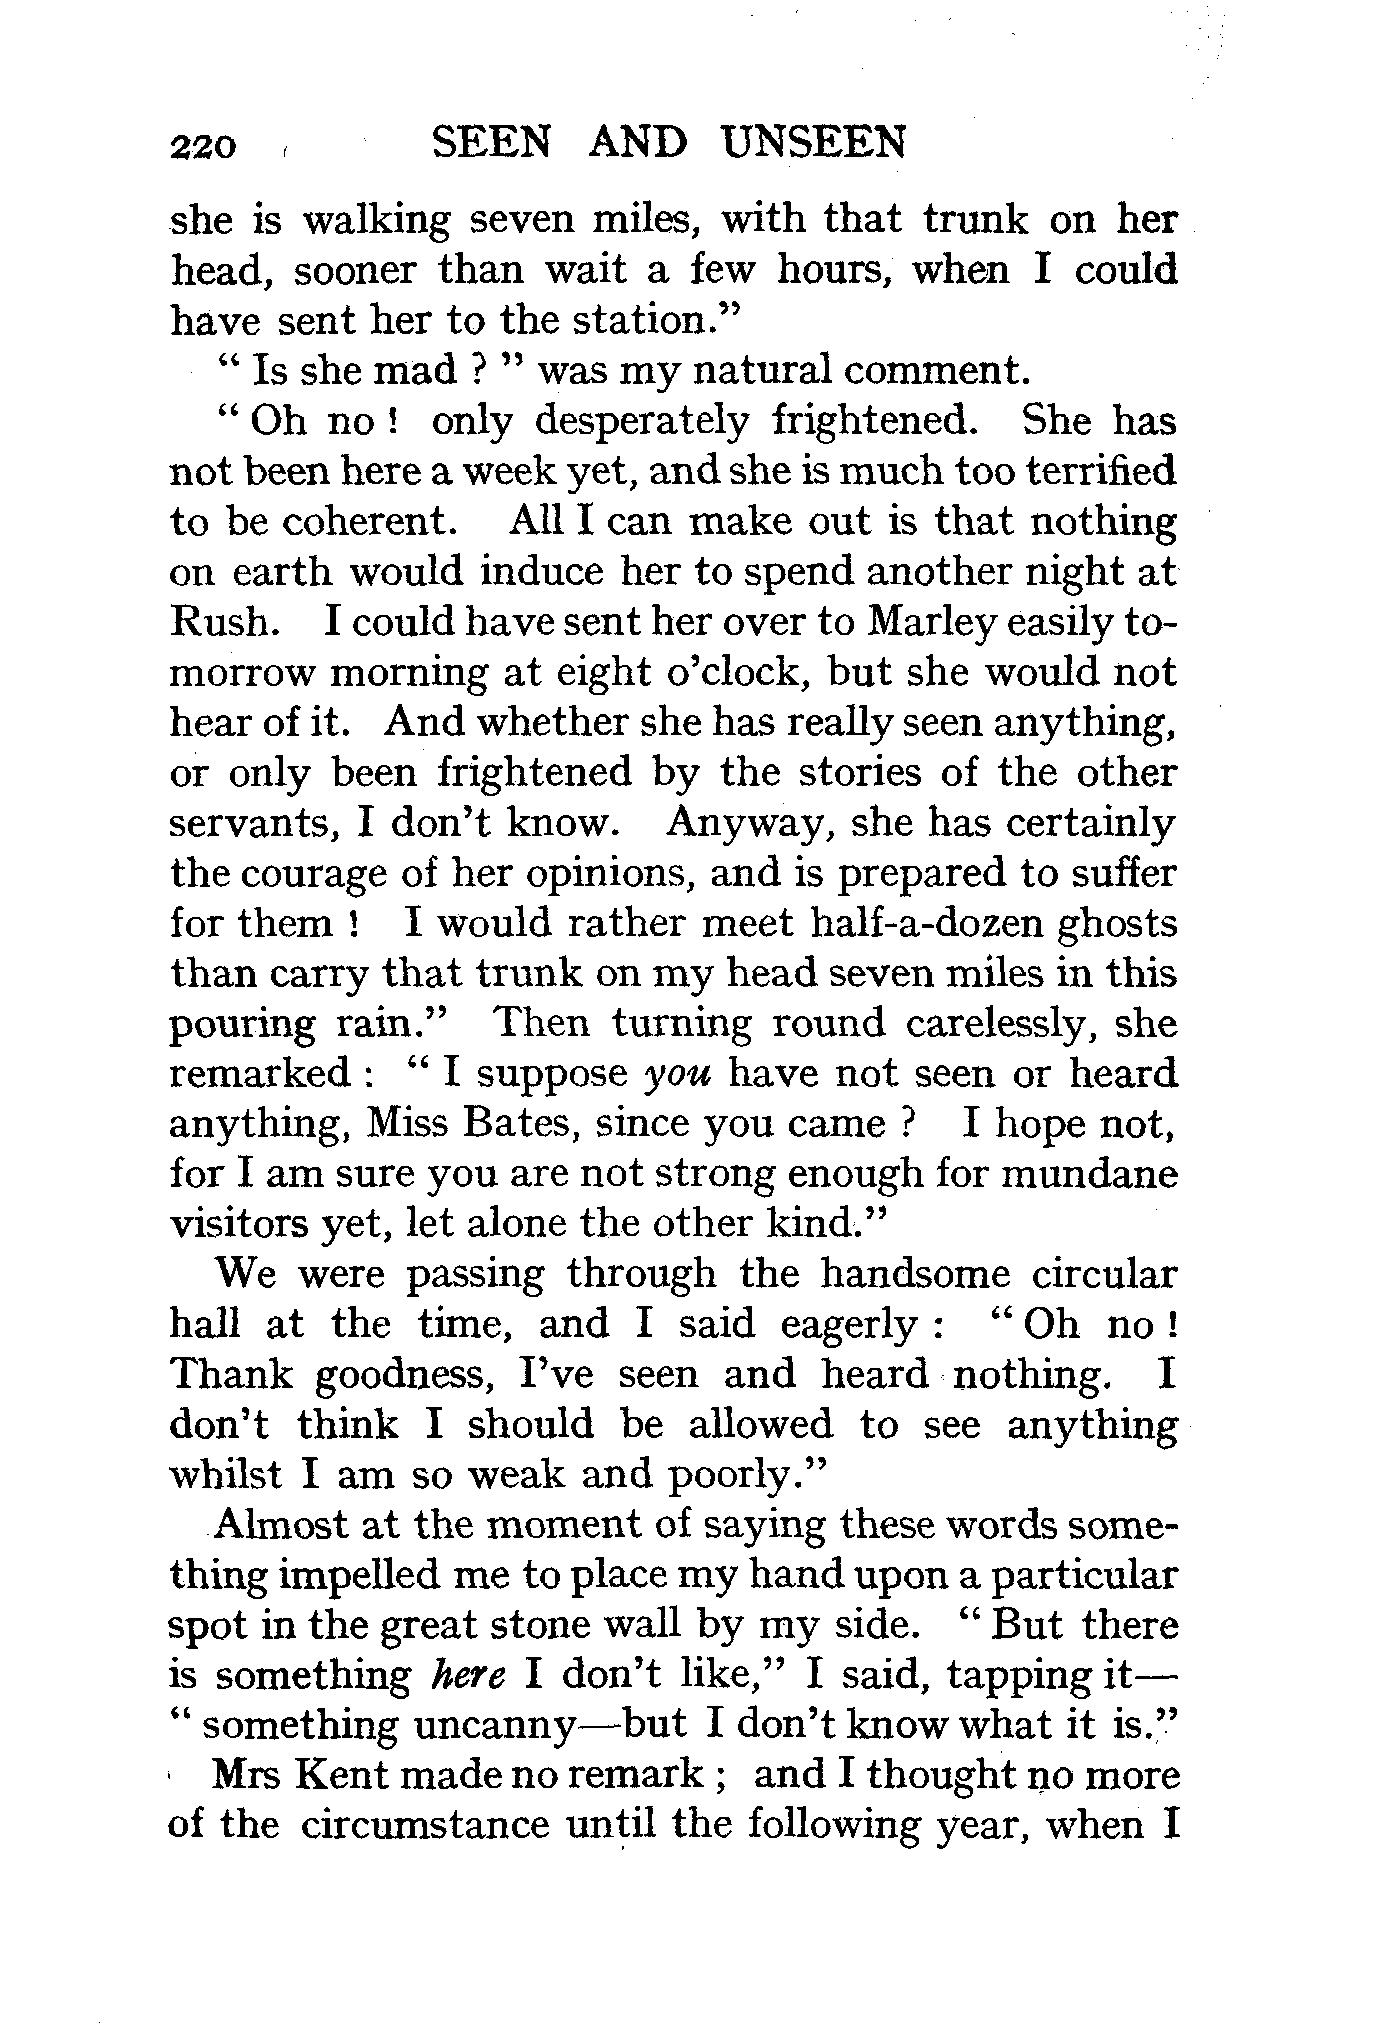 220 SEEN AND UNSEEN
she is walking seven miles, with that trunk on her
head, sooner than wait a few hours, when I could
have sent her to the station."
" Is she mad ? " was my natural comment.
" Oh no ! only desperately frightened. She has
not been here a week yet, and she is much too terrified
to be coherent. All I can make out is that nothing
on earth would induce her to spend another night at
Rush. I could have sent her over to Marley easily to-
morrow morning at eight o'clock, but she would not
hear of it. And whether she has really seen anything,
or only been frightened by the stories of the other
servants, I don't know. Anyway, she has certainly
the courage of her opinions, and is prepared to suffer
for them ! I would rather meet half-a-dozen ghosts
than carry that trunk on my head seven miles in this
pouring rain." Then turning round carelessly, she
remarked : " I suppose you have not seen or heard
anything, Miss Bates, since you came ? I hope not,
for I am sure you are not strong enough for mundane
visitors yet, let alone the other kind."
We were passing through the handsome circular
hall at the time, and I said eagerly : " Oh no !
Thank goodness, I've seen and heard nothing. I
don't think I should be allowed to see anything
whilst I am so weak and poorly."
Almost at the moment of saying these words some-
thing impelled me to place my hand upon a particular
spot in the great stone wall by my side. " But there
is something here I don't like," I said, tapping it—
" something uncanny—but I don't know what it is."
Mrs Kent made no remark ; and I thought no more
of the circumstance until the following year, when I